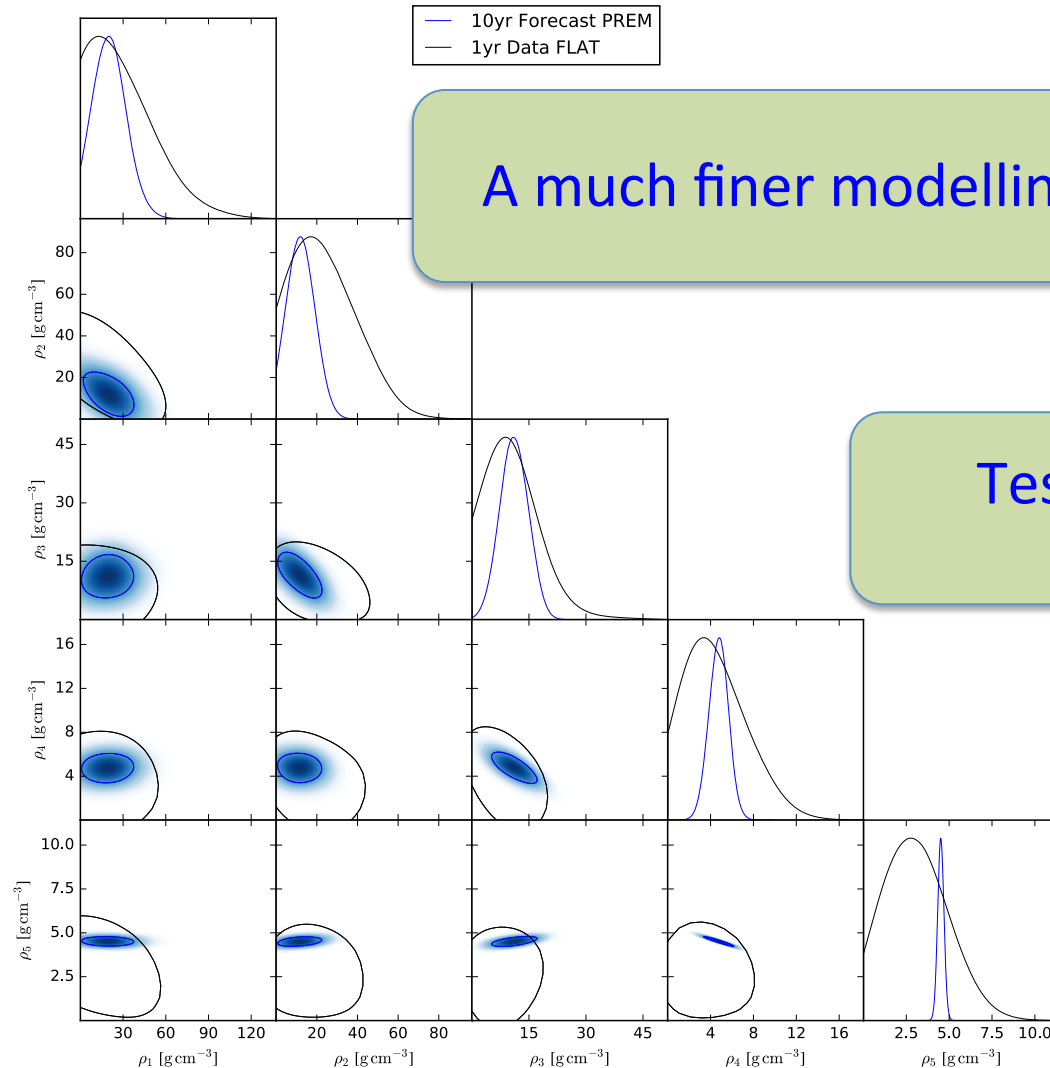 10yr Forecast PREM
1yr Data FLAT
A much finer modellin
80
60
40
20
ρ₂ [g cm⁻³]
Tes
45
30
15
ρ₃ [g cm⁻³]
16
12
8
4
ρ₄ [g cm⁻³]
10.0
7.5
5.0
2.5
ρ₅ [g cm⁻³]
30 60 90 120 20 40 60 80 15 30 45 4 8 12 16 2.5 5.0 7.5 10.0
ρ₁ [g cm⁻³] ρ₂ [g cm⁻³] ρ₃ [g cm⁻³] ρ₄ [g cm⁻³] ρ₅ [g cm⁻³]